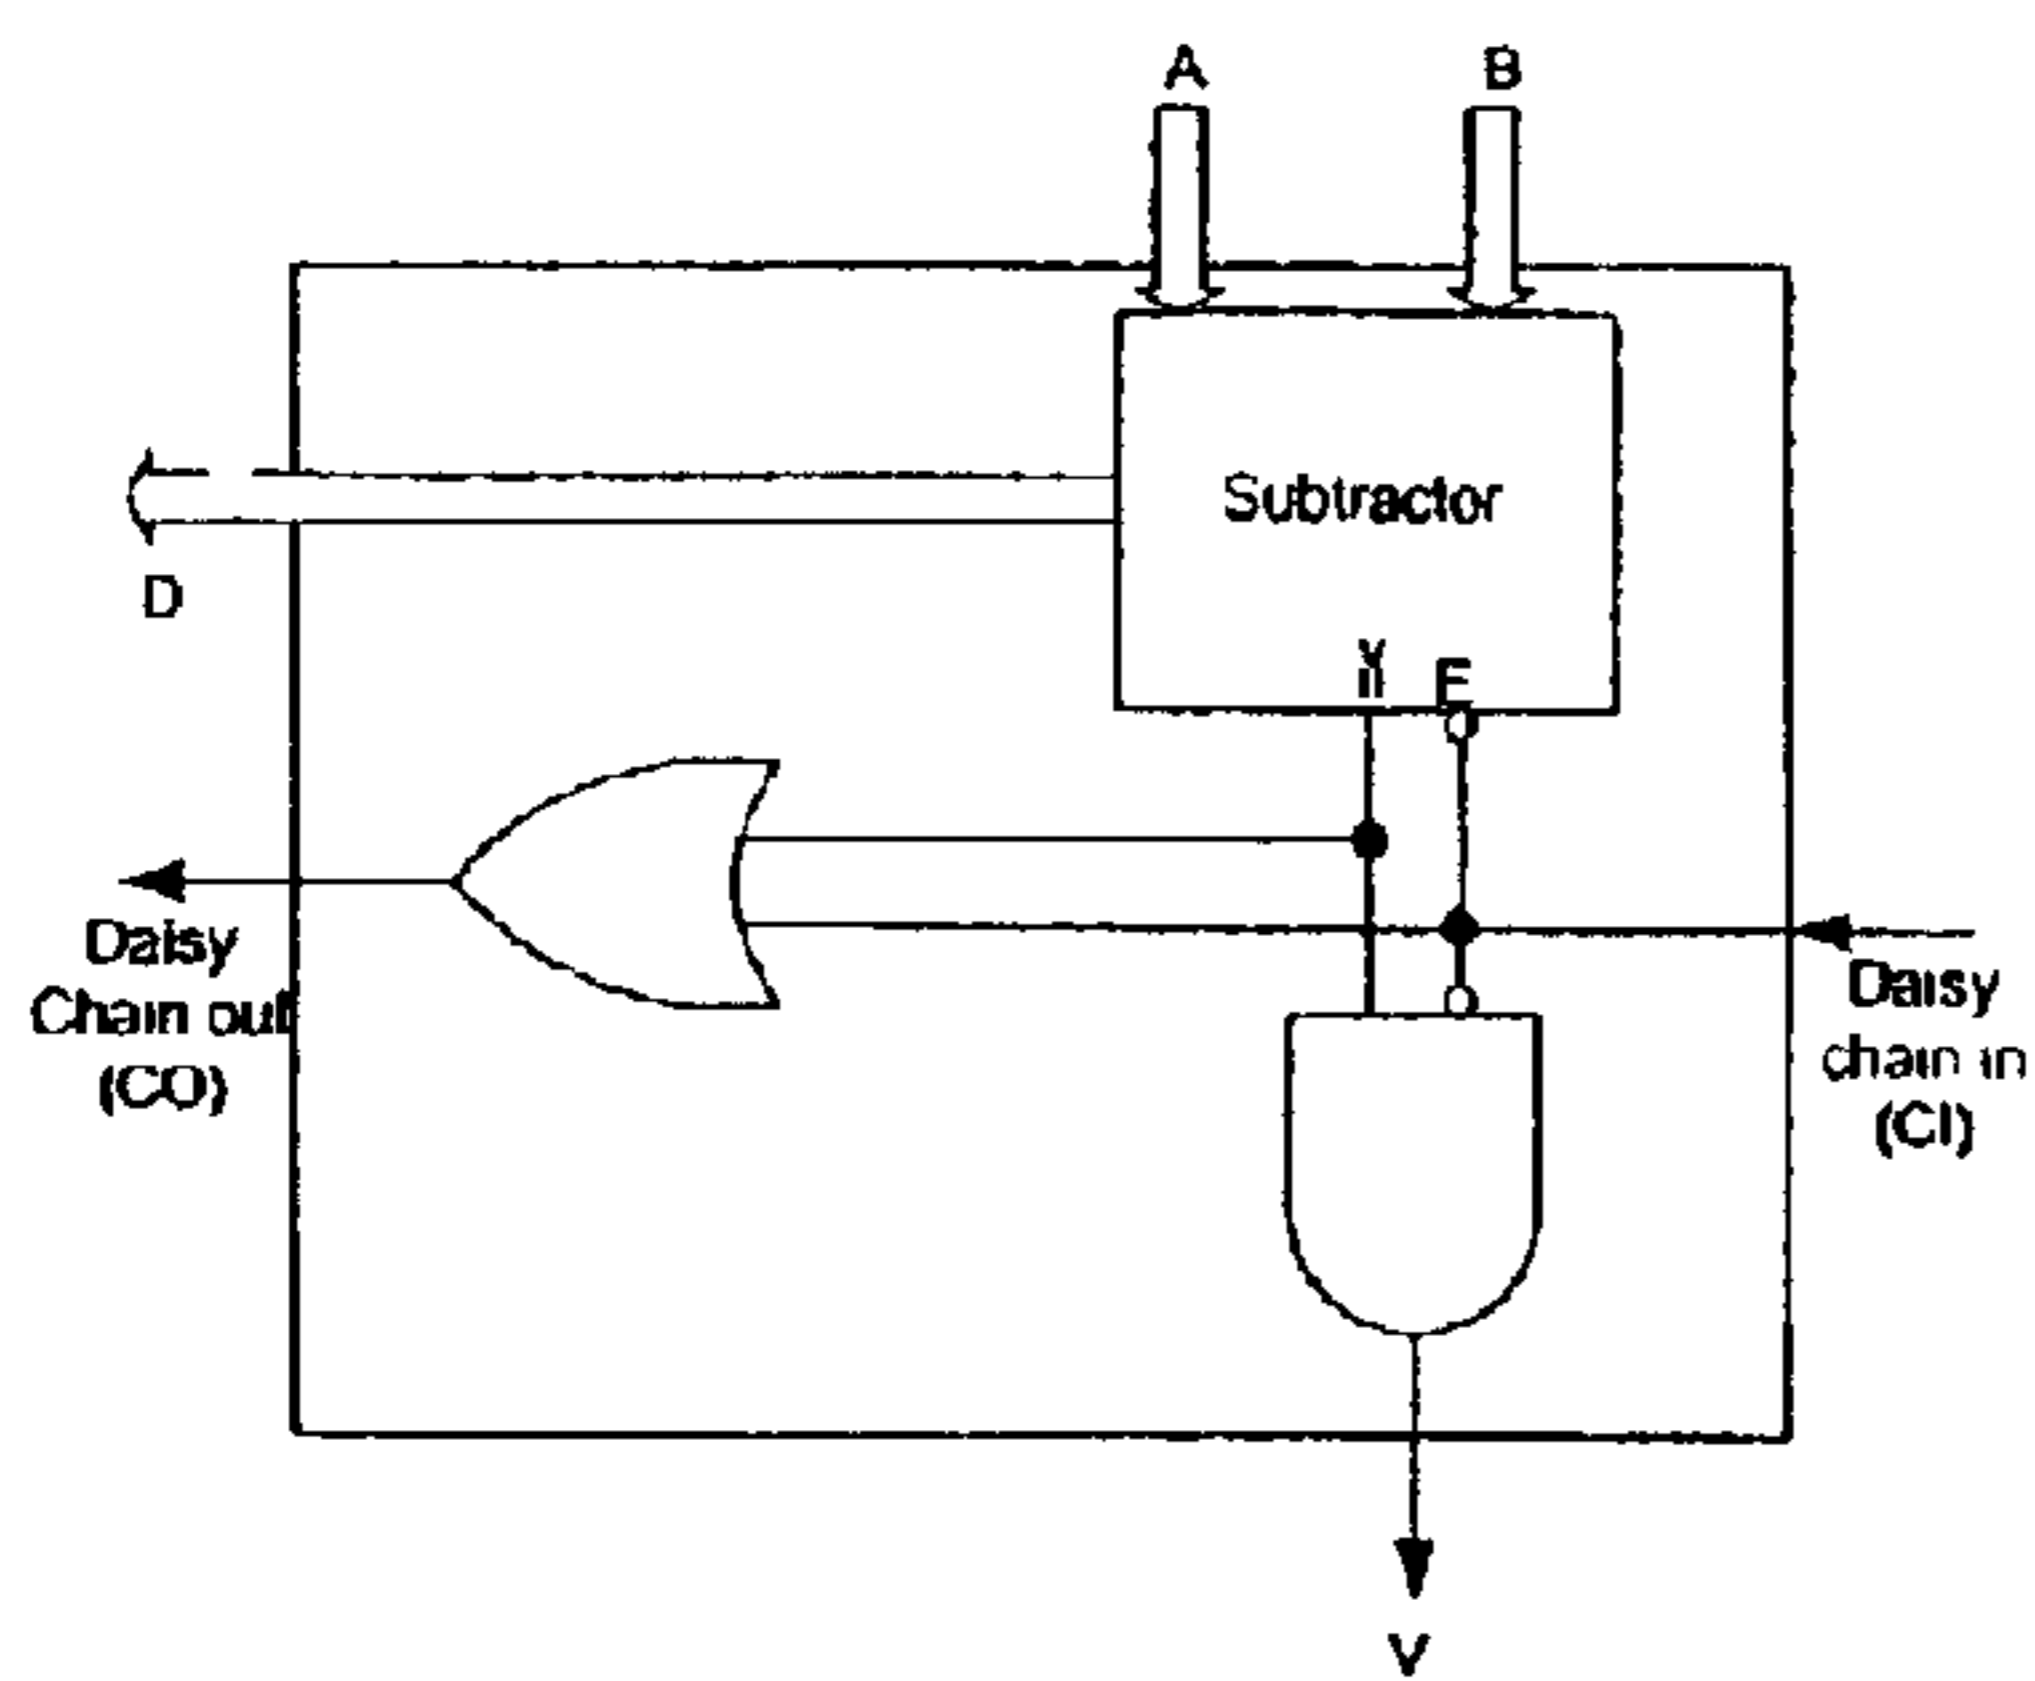 A
B
Subtractor
D
E
Daisy
Chain out
(CO)
Daisy
chain in
(CI)
V